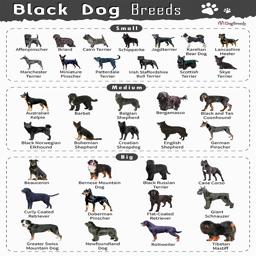 Black Dog Breeds
DogBreeds
Small
Affenpinscher Briard Cairn Terrier Schipperke Jagdterrier Karelian Bear Dog Lancashire Heeler
Manchester Terrier Miniature Pinscher Patterdale Terrier Irish Staffordshire Bull Terrier Scottish Terrier Skye Terrier
Medium
Australian Kelpie Barbet Belgian Shepherd Bergamasco Black and Tan Coonhound
Black Norwegian Elkhound Bohemian Shepherd Croatian Sheepdog English Shepherd German Pinscher
Big
Beauceron Bernese Mountain Dog Black Russian Terrier Cane Corso
Curly Coated Retriever Doberman Pinscher Flat-Coated Retriever Giant Schnauzer
Greater Swiss Mountain Dog Newfoundland Dog Rottweiler Tibetan Mastiff